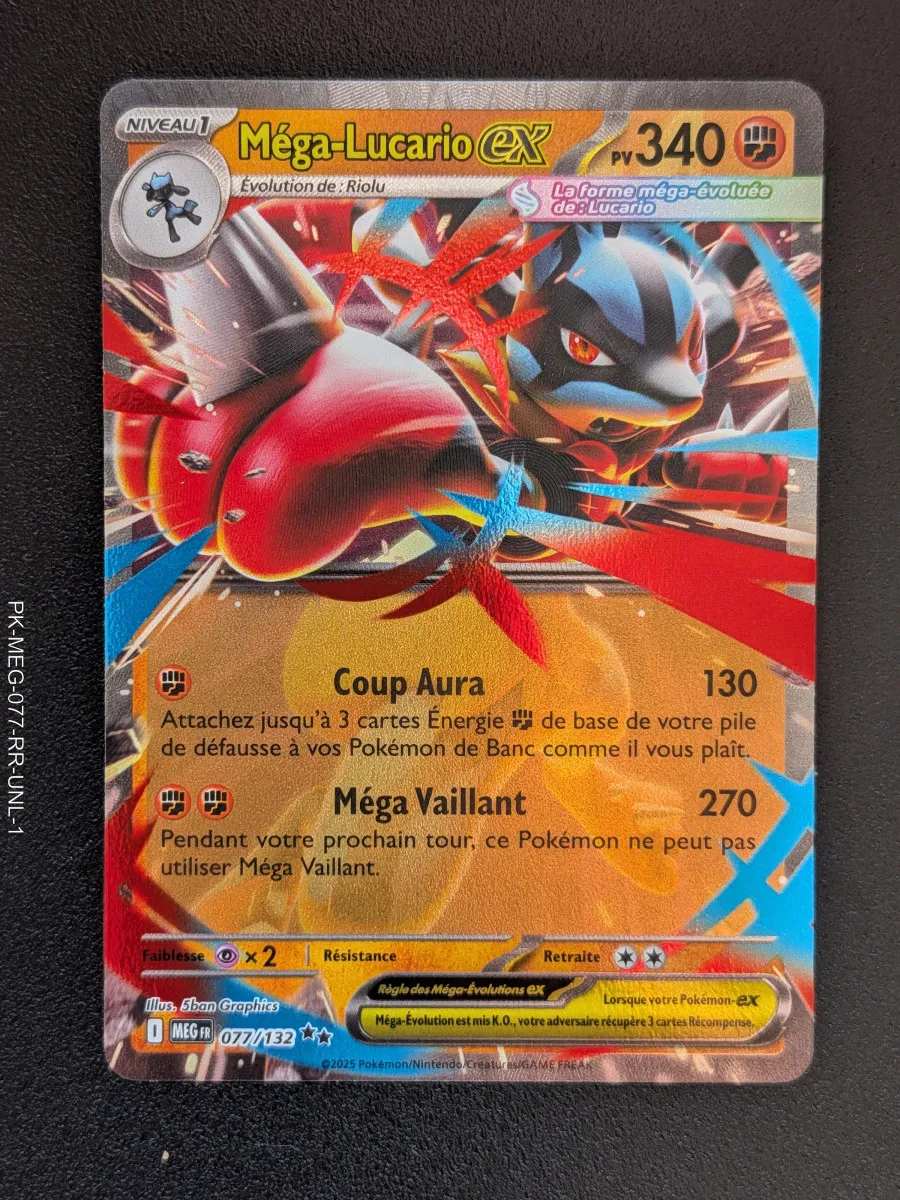 NIVEAU 1
Méga-Lucario ex
PV 340
Évolution de : Riolu
La forme méga-évoluée
de : Lucario
Coup Aura 130
Attachez jusqu'à 3 cartes Énergie de base de votre pile
de défausse à vos Pokémon de Banc comme il vous plaît.
Méga Vaillant 270
Pendant votre prochain tour, ce Pokémon ne peut pas
utiliser Méga Vaillant.
Faiblesse ×2 Résistance Retraite
Règle des Méga-Évolutions ex
Lorsque votre Pokémon-ex
Méga-Évolution est mis K.O., votre adversaire récupère 3 cartes Récompense.
Illus. 5ban Graphics
I MEG FR 077/132
©2025 Pokémon/Nintendo/Creatures/GAME FREAK
PK-MEG-077-RR-UNL-1